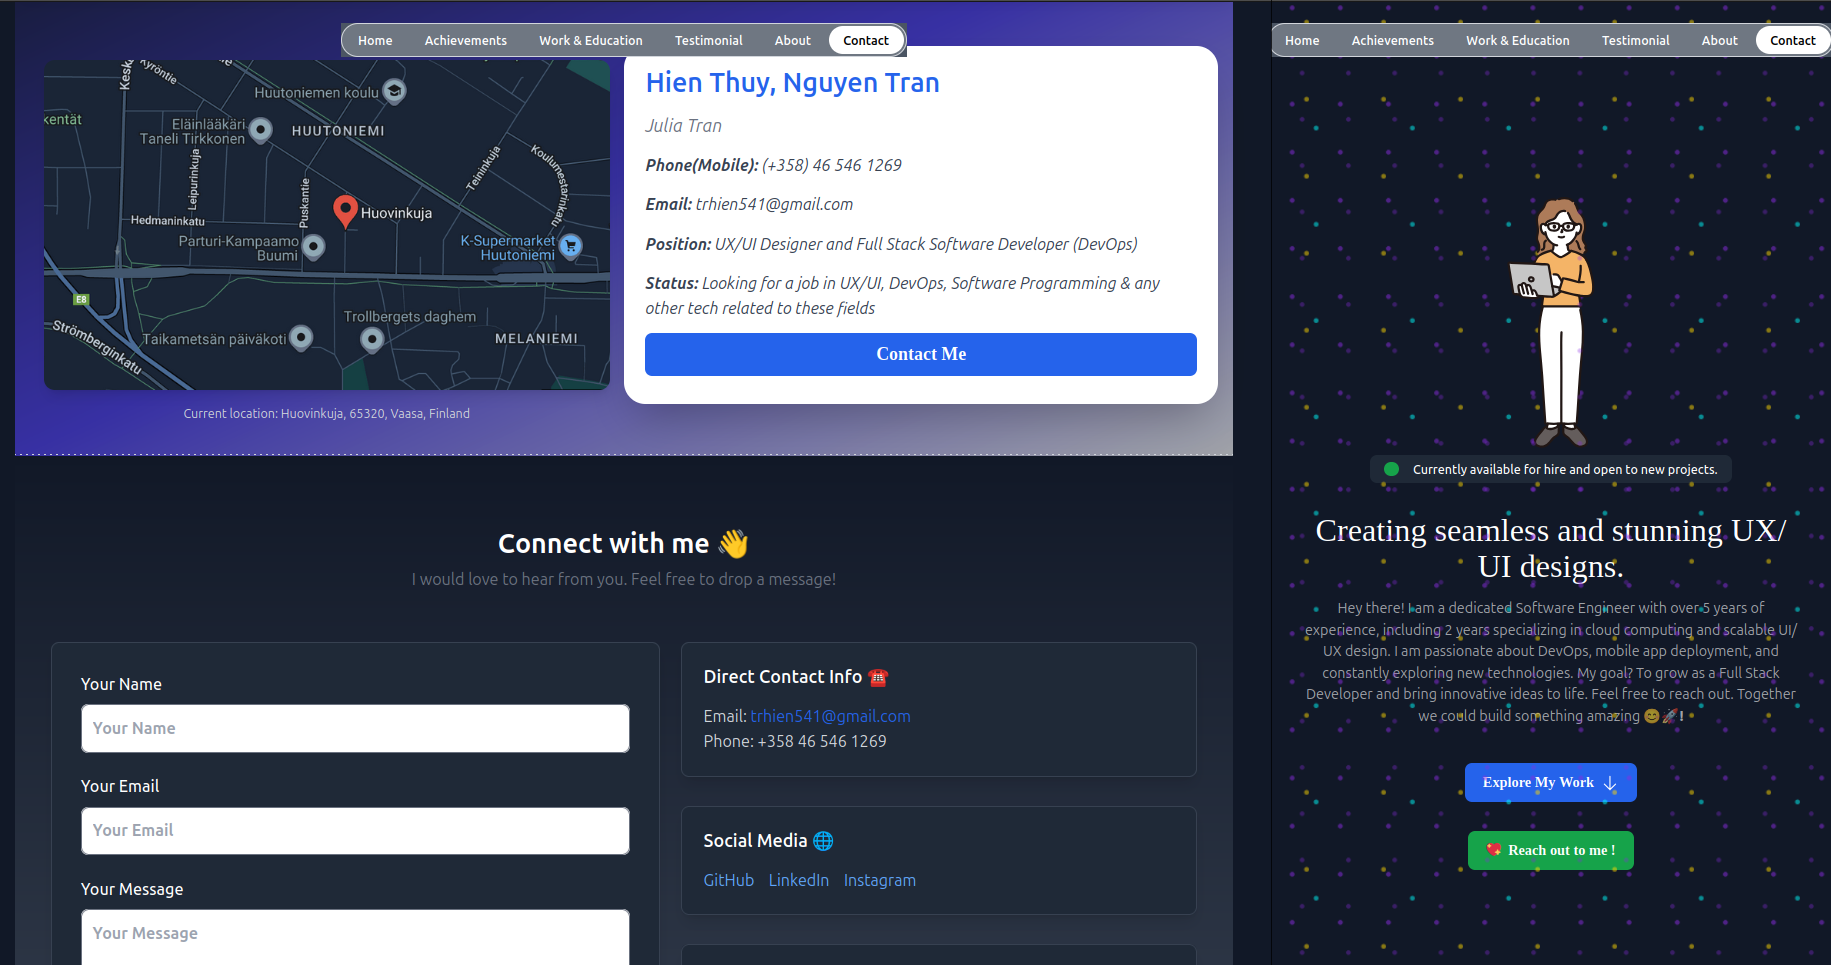 Home Achievements Work & Education Testimonial About Contact
Kesk
Kyröntie
Huutoniemen koulu
kentät
Eläinlääkäri
Taneli Tirkkonen
HUUTONIEMI
Leipurinkuja
Puskantie
Teininkuja
Koulumestarinkatu
Hedmaninkatu
Huovinkuja
Parturi-Kampaamo
Buumi
K-Supermarket
Huutoniemi
E8
Strömberginkatu
Trollbergets daghem
Taikametsän päiväkoti
MELANIEMI
Current location: Huovinkuja, 65320, Vaasa, Finland
Hien Thuy, Nguyen Tran
Julia Tran
Phone(Mobile): (+358) 46 546 1269
Email: trhien541@gmail.com
Position: UX/UI Designer and Full Stack Software Developer (DevOps)
Status: Looking for a job in UX/UI, DevOps, Software Programming & any
other tech related to these fields
Contact Me
Connect with me 👋
I would love to hear from you. Feel free to drop a message!
Your Name
Your Name
Your Email
Your Email
Your Message
Your Message
Direct Contact Info ☎️
Email: trhien541@gmail.com
Phone: +358 46 546 1269
Social Media 🌐
GitHub LinkedIn Instagram
Home Achievements Work & Education Testimonial About Contact
Currently available for hire and open to new projects.
Creating seamless and stunning UX/
UI designs.
Hey there! I am a dedicated Software Engineer with over 5 years of
experience, including 2 years specializing in cloud computing and scalable UI/
UX design. I am passionate about DevOps, mobile app deployment, and
constantly exploring new technologies. My goal? To grow as a Full Stack
Developer and bring innovative ideas to life. Feel free to reach out. Together
we could build something amazing 😊🚀!
Explore My Work ↓
💖 Reach out to me !